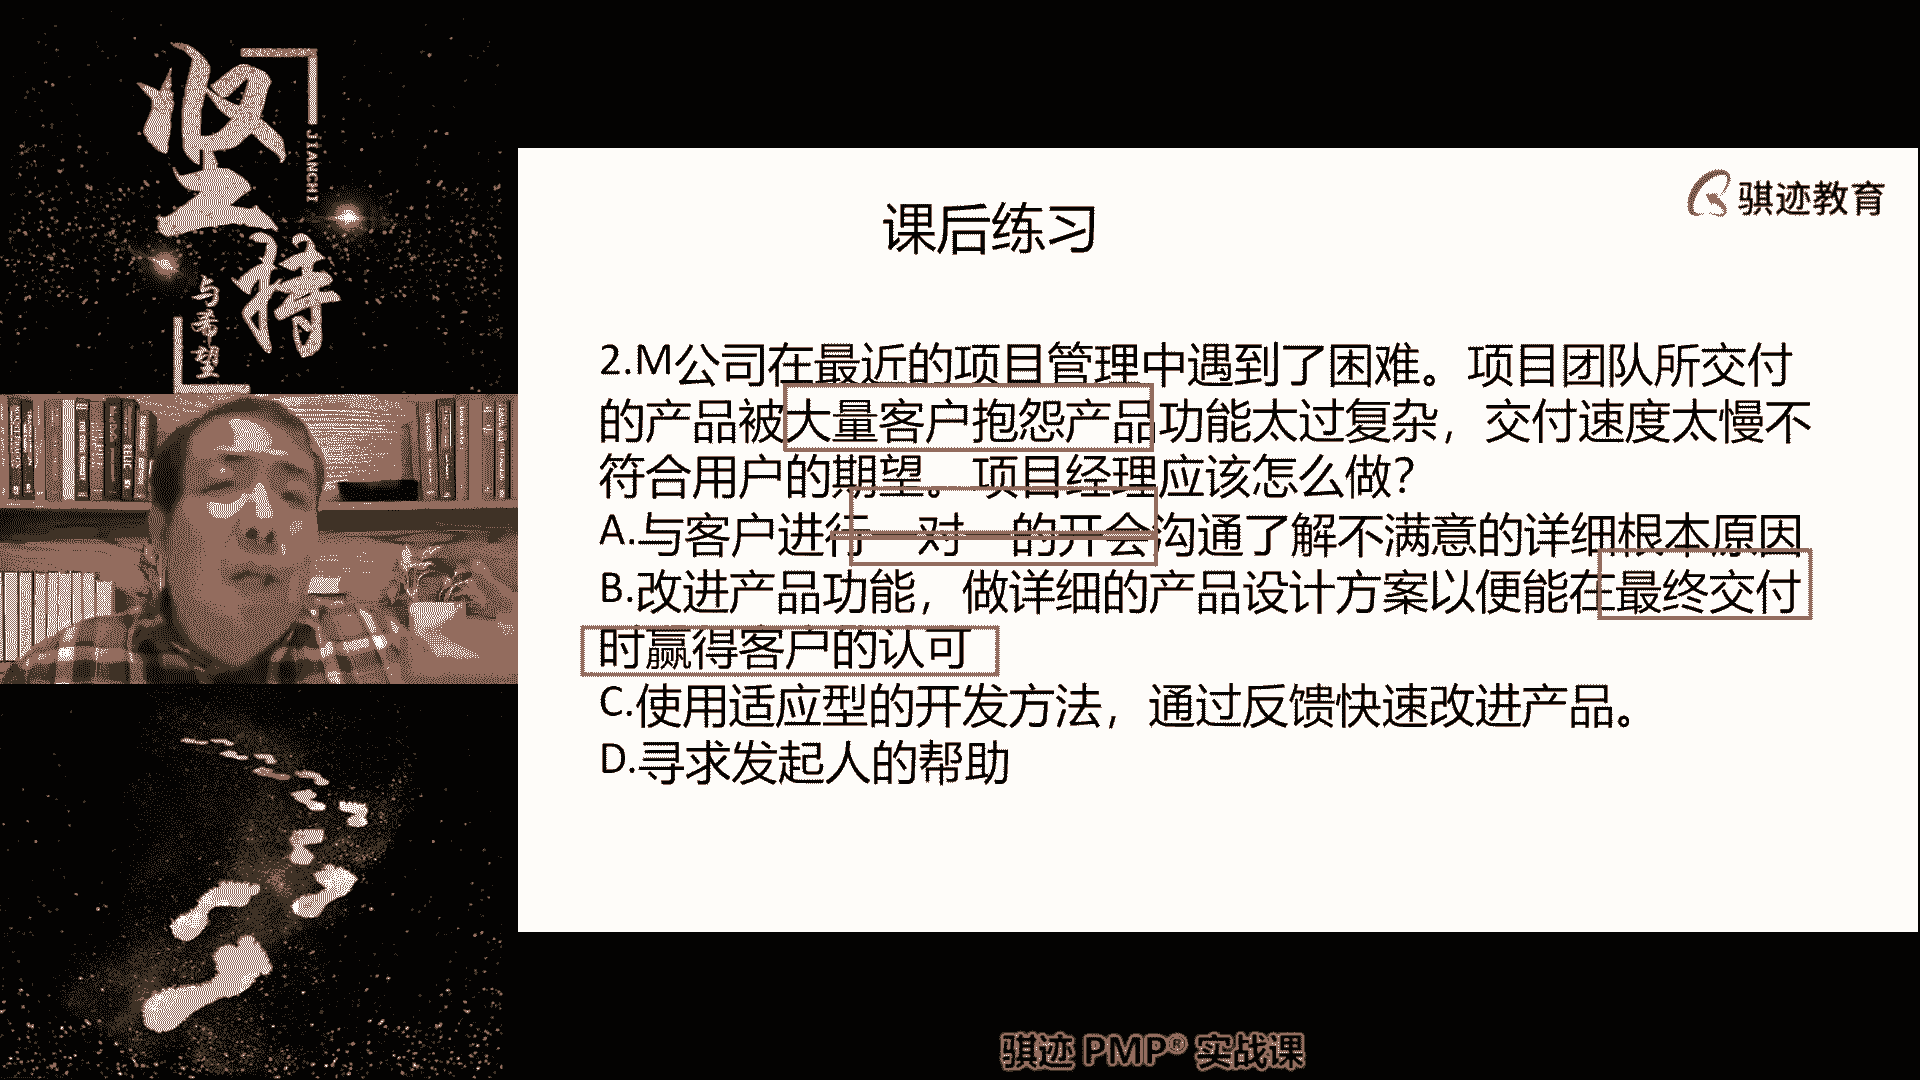 坚持
JIANCHI
与希望
骐迹教育
课后练习
2.M公司在最近的项目管理中遇到了困难。项目团队所交付
的产品被大量客户抱怨产品功能太过复杂，交付速度太慢不
符合用户的期望。项目经理应该怎么做?
A.与客户进行一对一的开会沟通了解不满意的详细根本原因
B.改进产品功能，做详细的产品设计方案以便能在最终交付
时赢得客户的认可
C.使用适应型的开发方法，通过反馈快速改进产品。
D.寻求发起人的帮助
骐迹 PMP® 实战课